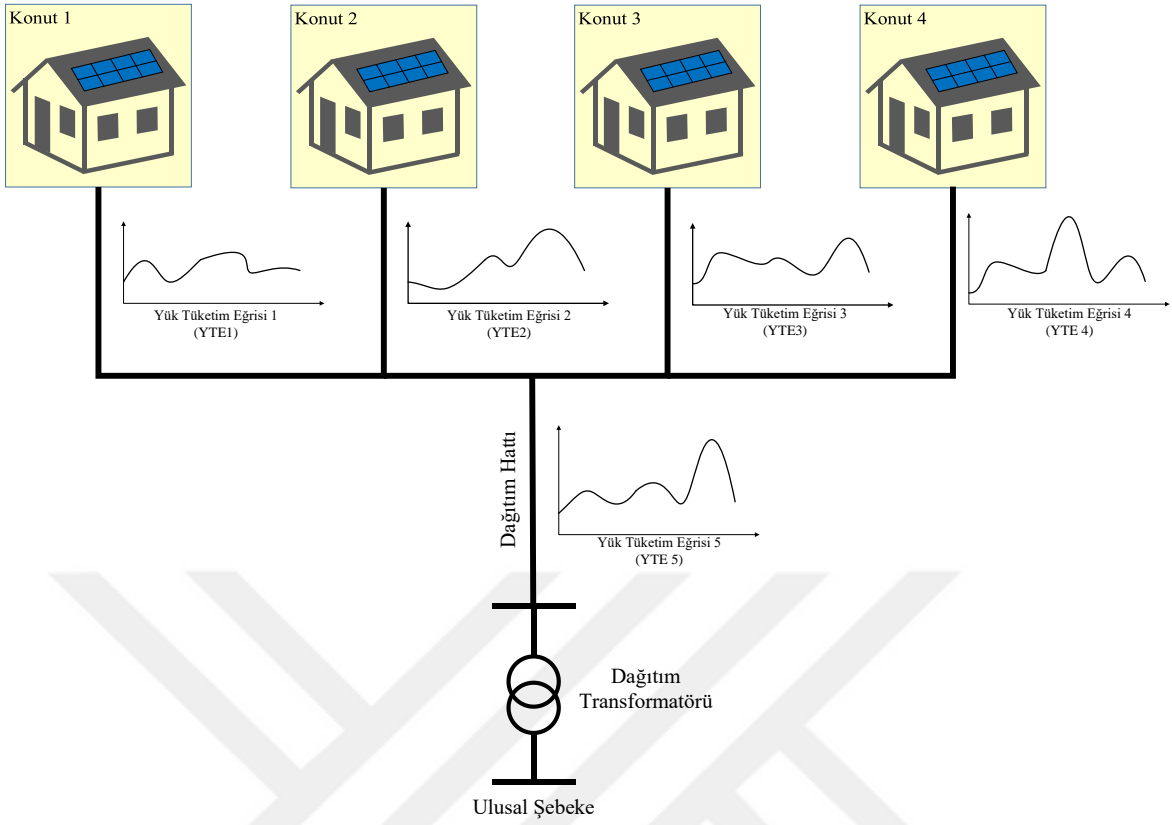 Konut 1
Konut 2
Konut 3
Konut 4
Yük Tüketim Eğrisi 1
(YTE1)
Yük Tüketim Eğrisi 2
(YTE2)
Yük Tüketim Eğrisi 3
(YTE3)
Yük Tüketim Eğrisi 4
(YTE 4)
Dağıtım Hattı
Yük Tüketim Eğrisi 5
(YTE 5)
Dağıtım
Transformatörü
Ulusal Şebeke